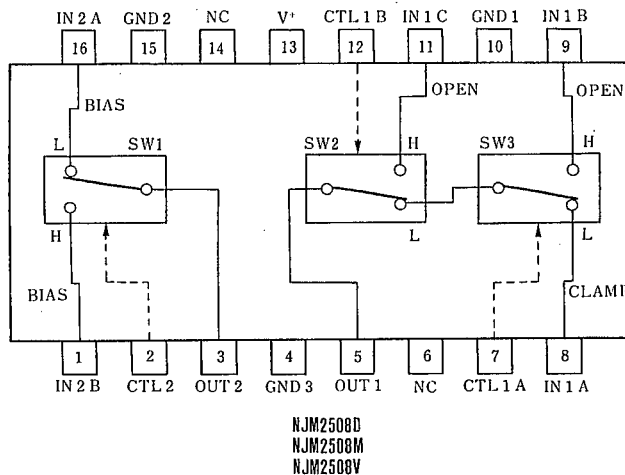 IN 2 A GND 2 NC V+ CTL 1 B IN 1 C GND 1 IN 1 B
16 15 14 13 12 11 10 9
BIAS OPEN OPEN
L SW1 SW2 H SW3 H
H L L
BIAS CLAMP
1 2 3 4 5 6 7 8
IN 2 B CTL 2 OUT 2 GND 3 OUT 1 NC CTL 1 A IN 1 A
NJM2508D
NJM2508M
NJM2508V